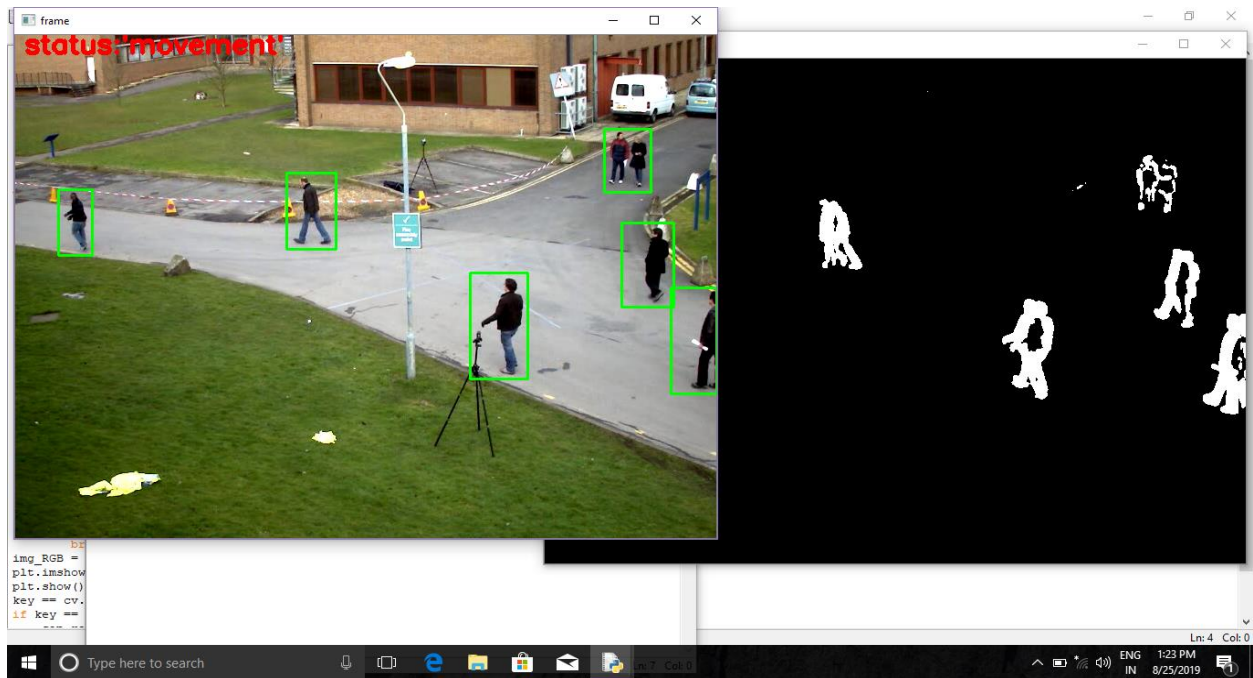 frame
status:'movement'
br
img_RGB =
plt.imshow
plt.show()
key == cv.
if key ==
Ln: 4 Col: 0
Ln: 7 Col: 0
Type here to search
ENG
IN
1:23 PM
8/25/2019
1